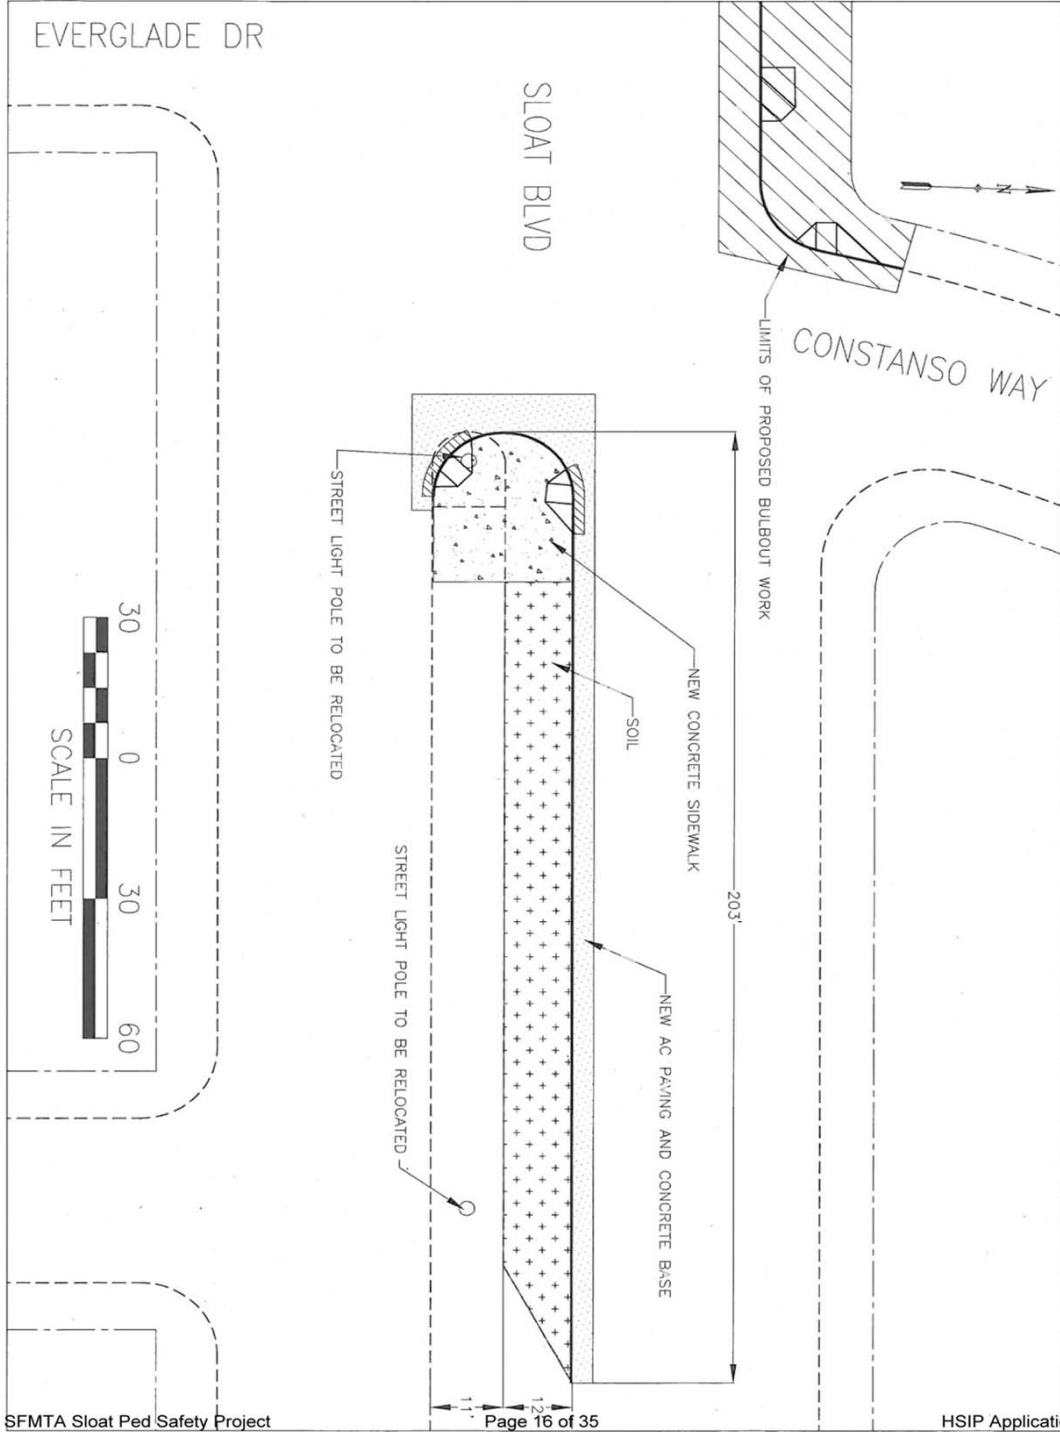 EVERGLADE DR
SLOAT BLVD
N
CONSTANSO WAY
LIMITS OF PROPOSED BULBOUT WORK
STREET LIGHT POLE TO BE RELOCATED
NEW CONCRETE SIDEWALK
SOIL
203'
NEW AC PAVING AND CONCRETE BASE
STREET LIGHT POLE TO BE RELOCATED
30 0 30 60
SCALE IN FEET
11'
12'
SFMTA Sloat Ped Safety Project
Page 16 of 35
HSIP Applicati